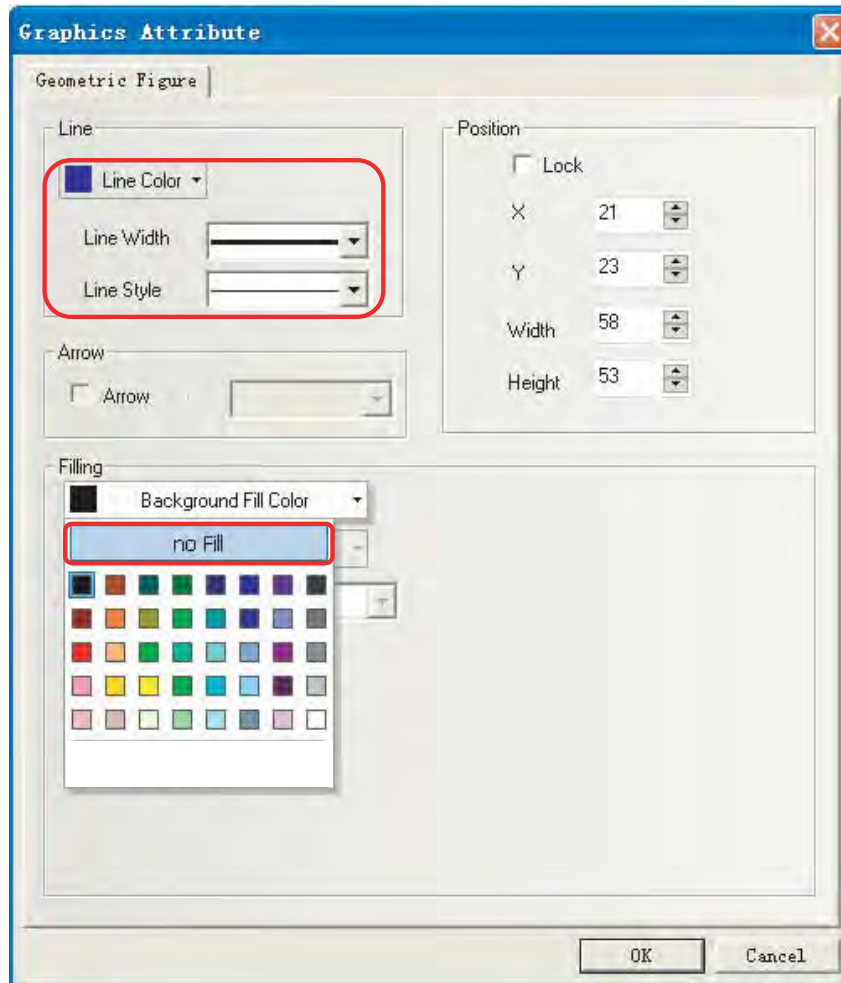 Graphics Attribute
Geometric Figure
Line
Line Color
Line Width
Line Style
Arrow
Arrow
Position
Lock
X 21
Y 23
Width 58
Height 53
Filling
Background Fill Color
no Fill
OK
Cancel